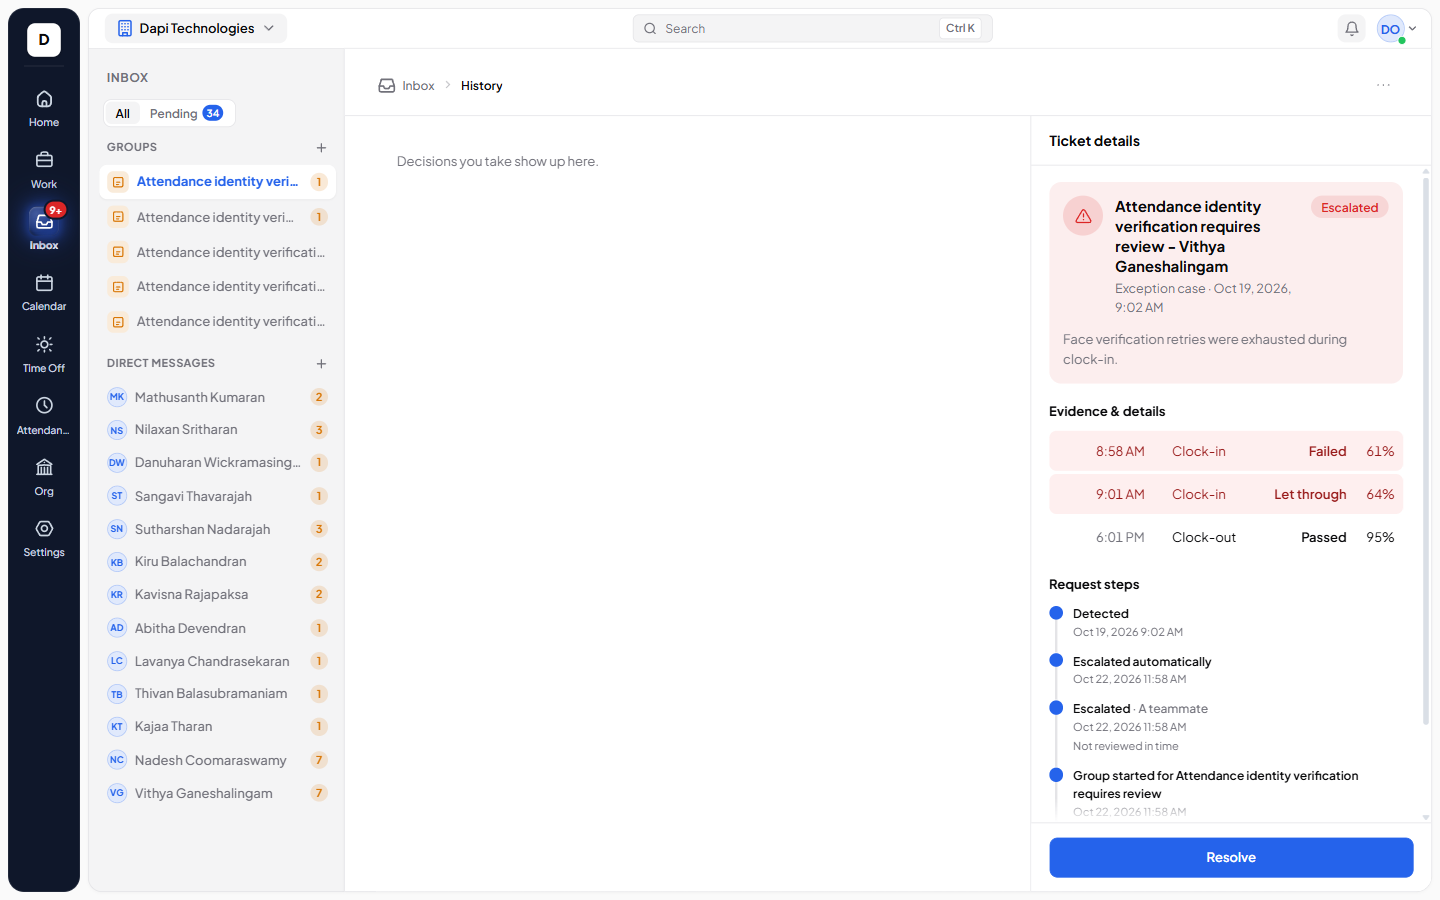 D
Home
Work
9+
Inbox
Calendar
Time Off
Attendan...
Org
Settings
Dapi Technologies
Search
Ctrl K
DO
INBOX
All
Pending 34
GROUPS
Attendance identity veri... 1
Attendance identity veri... 1
Attendance identity verificati...
Attendance identity verificati...
Attendance identity verificati...
DIRECT MESSAGES
MK Mathusanth Kumaran 2
NS Nilaxan Sritharan 3
DW Danuharan Wickramasing... 1
ST Sangavi Thavarajah 1
SN Sutharshan Nadarajah 3
KB Kiru Balachandran 2
KR Kavisna Rajapaksa 2
AD Abitha Devendran 1
LC Lavanya Chandrasekaran 1
TB Thivan Balasubramaniam 1
KT Kajaa Tharan 1
NC Nadesh Coomaraswamy 7
VG Vithya Ganeshalingam 7
Inbox > History
Decisions you take show up here.
Ticket details
Attendance identity
verification requires
review - Vithya
Ganeshalingam
Escalated
Exception case · Oct 19, 2026,
9:02 AM
Face verification retries were exhausted during
clock-in.
Evidence & details
8:58 AM Clock-in Failed 61%
9:01 AM Clock-in Let through 64%
6:01 PM Clock-out Passed 95%
Request steps
Detected
Oct 19, 2026 9:02 AM
Escalated automatically
Oct 22, 2026 11:58 AM
Escalated · A teammate
Oct 22, 2026 11:58 AM
Not reviewed in time
Group started for Attendance identity verification
requires review
Oct 22, 2026 11:58 AM
Resolve